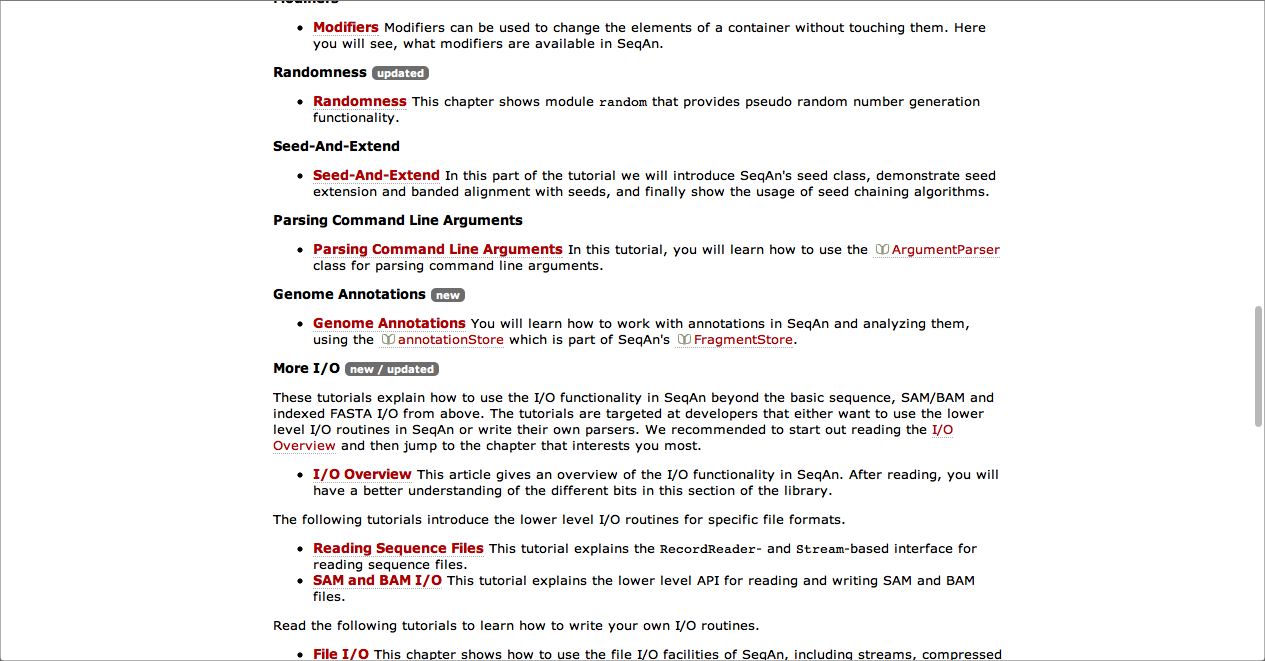 Modifiers
Modifiers Modifiers can be used to change the elements of a container without touching them. Here
you will see, what modifiers are available in SeqAn.
Randomness updated
Randomness This chapter shows module random that provides pseudo random number generation
functionality.
Seed-And-Extend
Seed-And-Extend In this part of the tutorial we will introduce SeqAn's seed class, demonstrate seed
extension and banded alignment with seeds, and finally show the usage of seed chaining algorithms.
Parsing Command Line Arguments
Parsing Command Line Arguments In this tutorial, you will learn how to use the ArgumentParser
class for parsing command line arguments.
Genome Annotations new
Genome Annotations You will learn how to work with annotations in SeqAn and analyzing them,
using the annotationStore which is part of SeqAn's FragmentStore.
More I/O new / updated
These tutorials explain how to use the I/O functionality in SeqAn beyond the basic sequence, SAM/BAM and
indexed FASTA I/O from above. The tutorials are targeted at developers that either want to use the lower
level I/O routines in SeqAn or write their own parsers. We recommended to start out reading the I/O
Overview and then jump to the chapter that interests you most.
I/O Overview This article gives an overview of the I/O functionality in SeqAn. After reading, you will
have a better understanding of the different bits in this section of the library.
The following tutorials introduce the lower level I/O routines for specific file formats.
Reading Sequence Files This tutorial explains the RecordReader- and Stream-based interface for
reading sequence files.
SAM and BAM I/O This tutorial explains the lower level API for reading and writing SAM and BAM
files.
Read the following tutorials to learn how to write your own I/O routines.
File I/O This chapter shows how to use the file I/O facilities of SeqAn, including streams, compressed